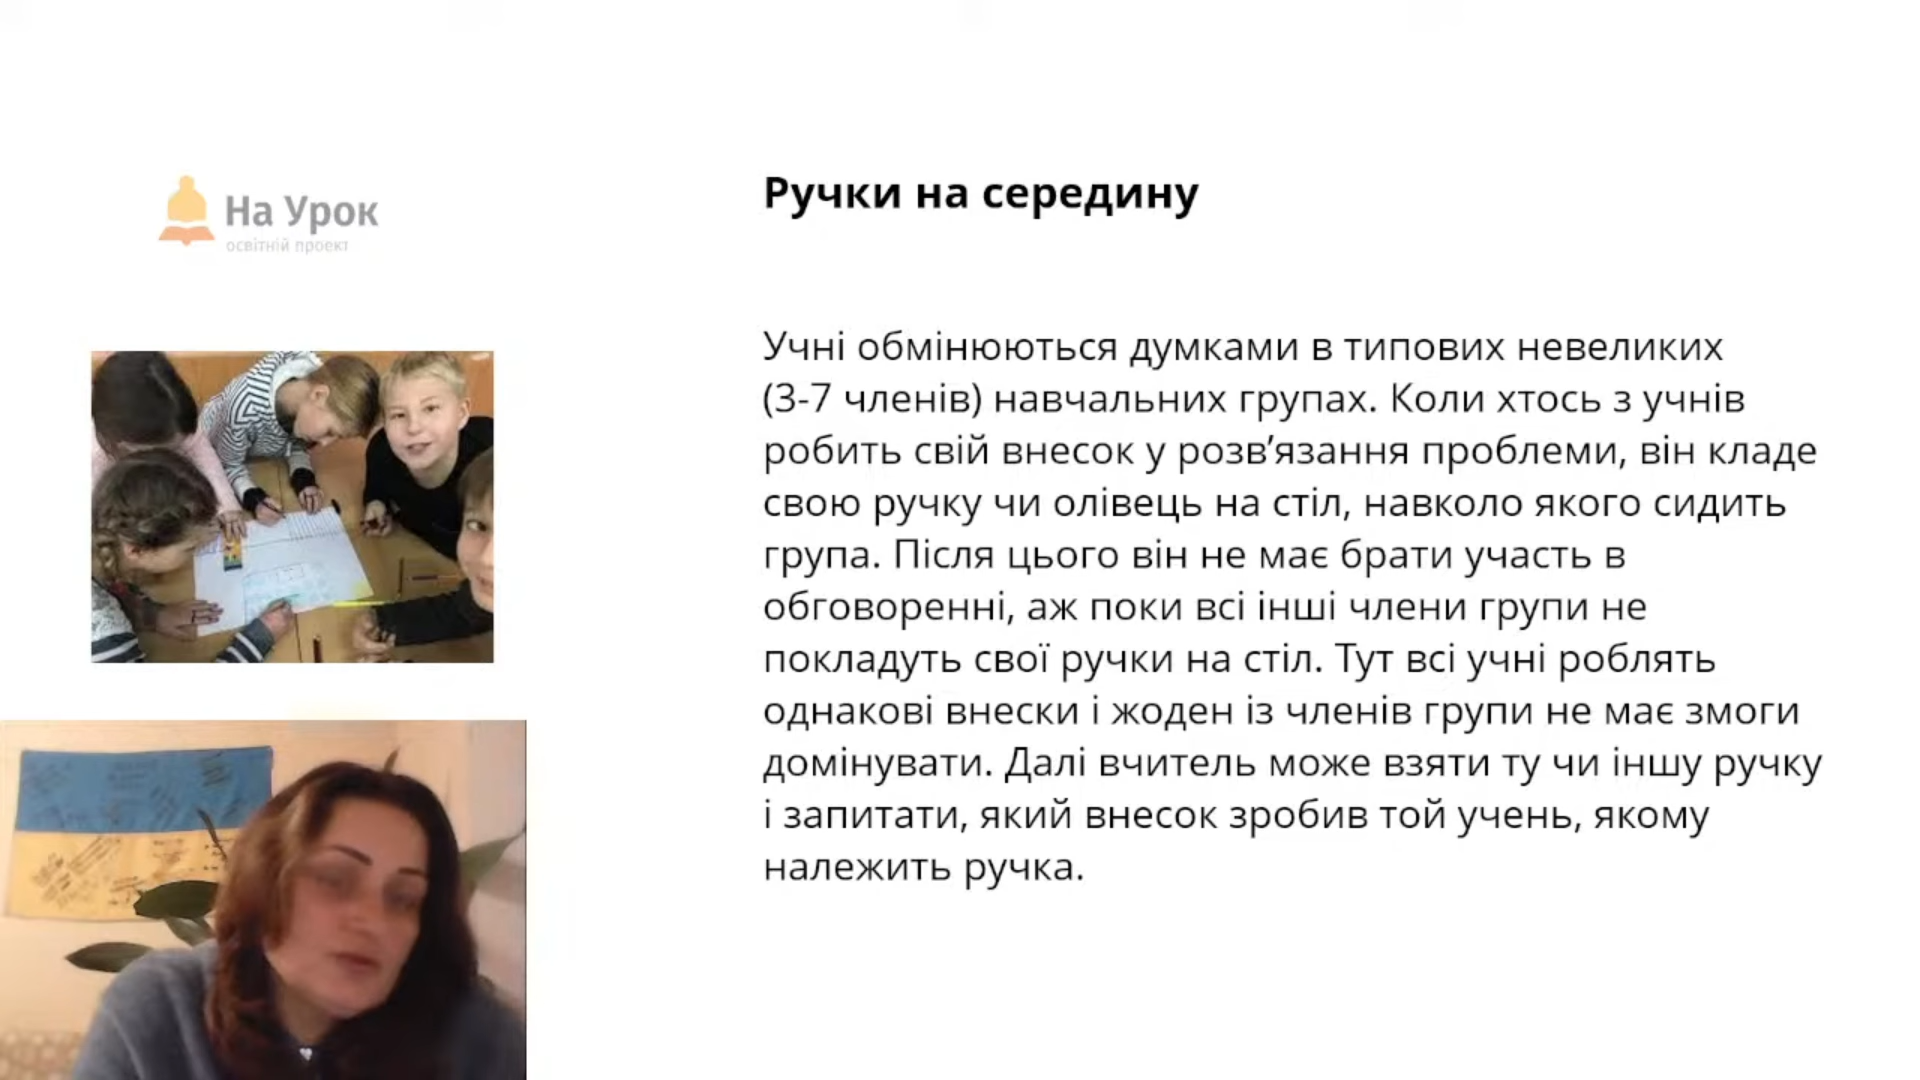 На Урок
освітній проект
Ручки на середину
Учні обмінюються думками в типових невеликих
(3-7 членів) навчальних групах. Коли хтось з учнів
робить свій внесок у розв’язання проблеми, він кладе
свою ручку чи олівець на стіл, навколо якого сидить
група. Після цього він не має брати участь в
обговоренні, аж поки всі інші члени групи не
покладуть свої ручки на стіл. Тут всі учні роблять
однакові внески і жоден із членів групи не має змоги
домінувати. Далі вчитель може взяти ту чи іншу ручку
і запитати, який внесок зробив той учень, якому
належить ручка.